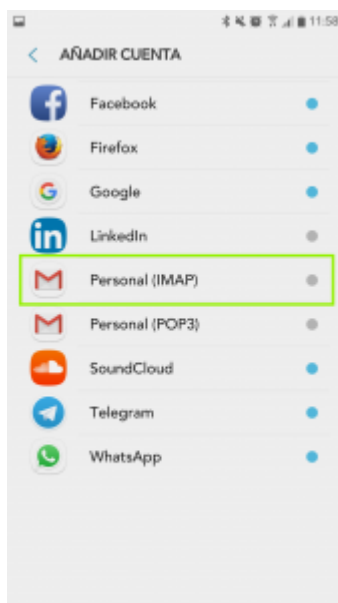 11:58
AÑADIR CUENTA
Facebook
Firefox
Google
LinkedIn
Personal (IMAP)
Personal (POP3)
SoundCloud
Telegram
WhatsApp